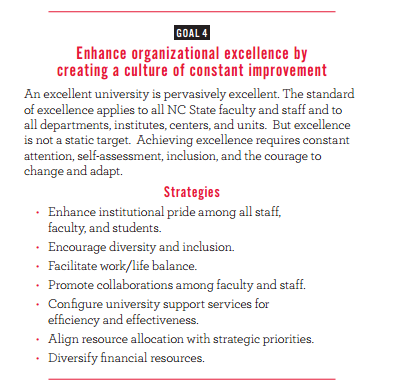 GOAL 4
Enhance organizational excellence by
creating a culture of constant improvement
An excellent university is pervasively excellent. The standard
of excellence applies to all NC State faculty and staff and to
all departments, institutes, centers, and units.  But excellence
is not a static target.  Achieving excellence requires constant
attention, self-assessment, inclusion, and the courage to
change and adapt.
Strategies
• Enhance institutional pride among all staff,
faculty, and students.
• Encourage diversity and inclusion.
• Facilitate work/life balance.
• Promote collaborations among faculty and staff.
• Configure university support services for
efficiency and effectiveness.
• Align resource allocation with strategic priorities.
• Diversify financial resources.